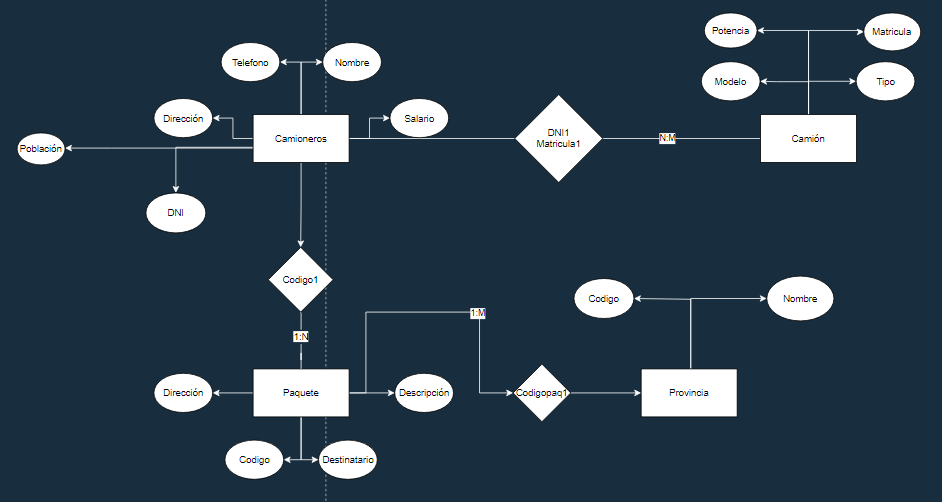 Potencia
Matricula
Telefono
Nombre
Modelo
Tipo
Dirección
Salario
Camioneros
DNI1
Matricula1
N:M
Camión
Población
DNI
Codigo1
Codigo
Nombre
1:M
1:N
Dirección
Paquete
Descripción
Codigopaq1
Provincia
Codigo
Destinatario